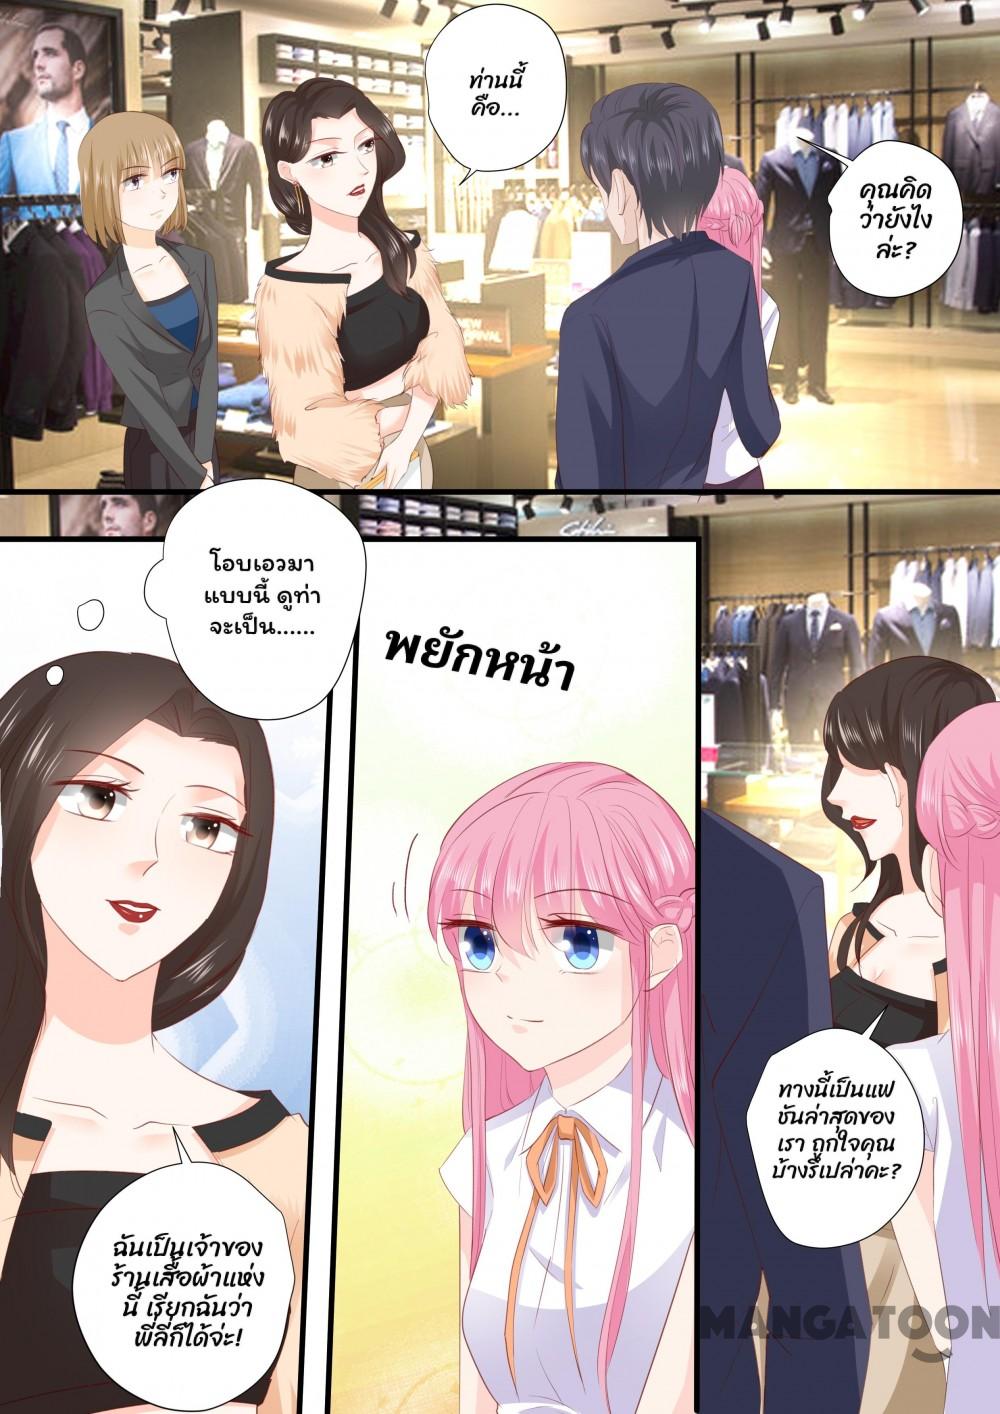 ท่านนี้
คือ...
คุณคิด
ว่ายังไง
ล่ะ?
NEW
โอบเอวมา
แบบนี้ ดูท่า
จะเป็น......
พยักหน้า
ทางนี้เป็นแฟ
ชันล่าสุดของ
เรา ถูกใจคุณ
บ้างรึเปล่าคะ?
ฉันเป็นเจ้าของ
ร้านเสื้อผ้าแห่ง
นี้ เรียกฉันว่า
พี่ลี่ก็ได้จ่ะ!
MANGATOON